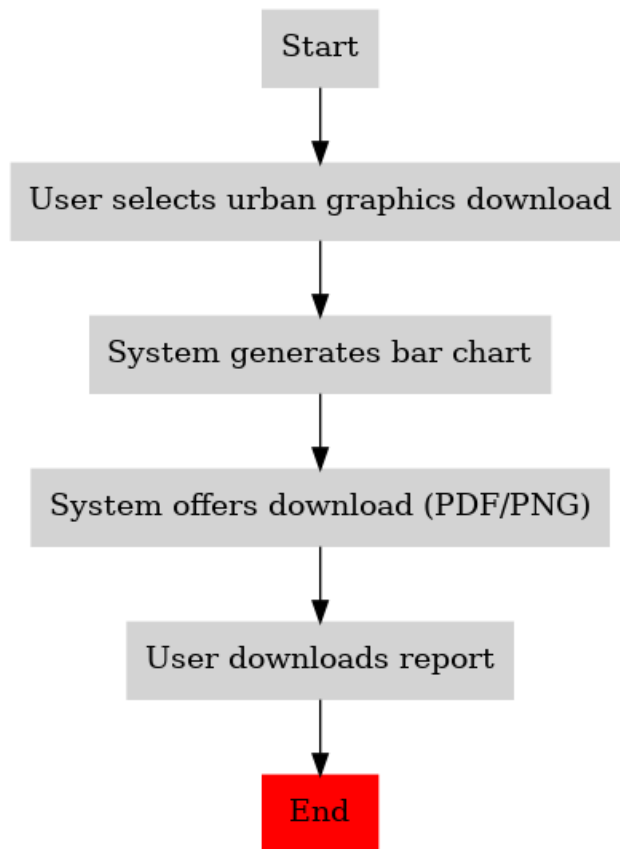 Start
User selects urban graphics download
System generates bar chart
System offers download (PDF/PNG)
User downloads report
End